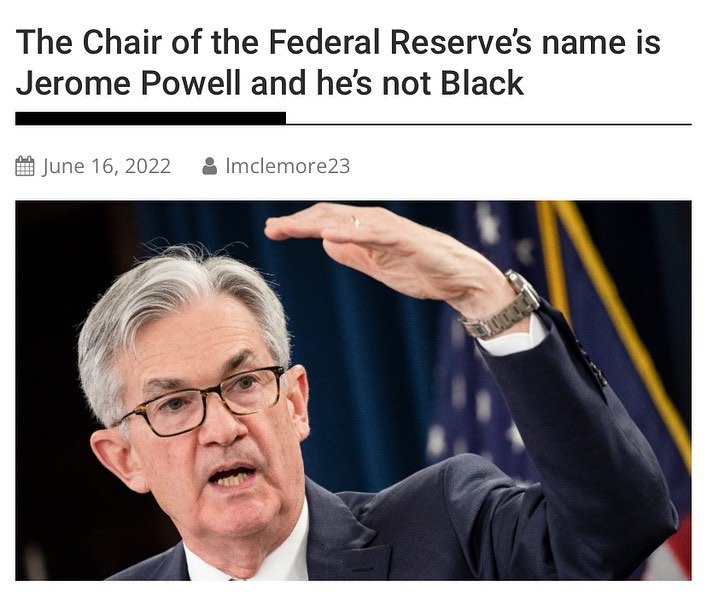 The Chair of the Federal Reserve’s name is
Jerome Powell and he’s not Black
June 16, 2022 lmclemore23